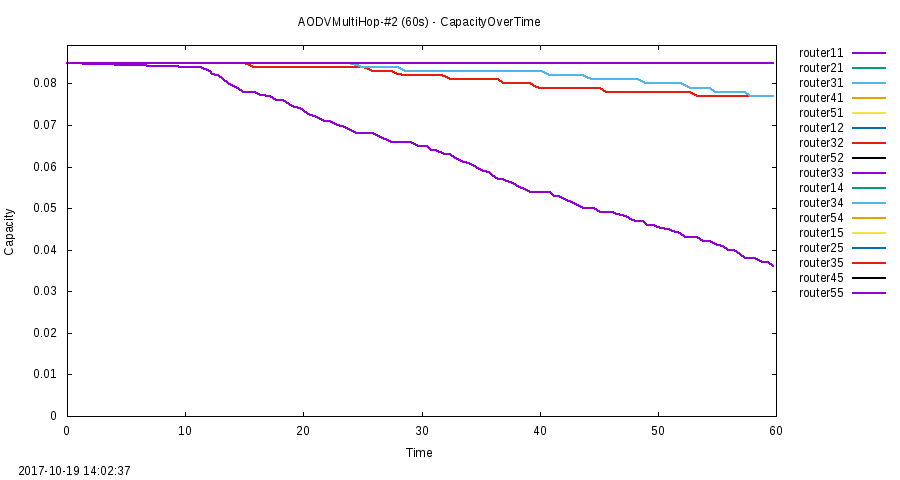 AODVMultiHop-#2 (60s) - CapacityOverTime
router11
router21
router31
router41
router51
router12
router32
router52
router33
router14
router34
router54
router15
router25
router35
router45
router55
0.08
0.07
0.06
0.05
0.04
0.03
0.02
0.01
0
Capacity
0 10 20 30 40 50 60
Time
2017-10-19 14:02:37